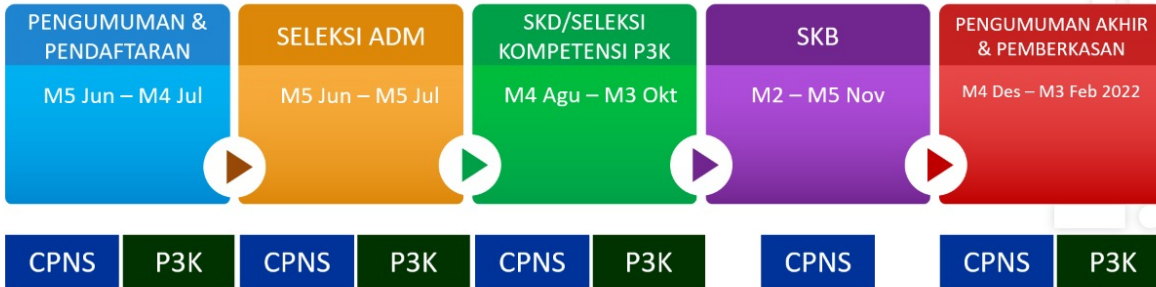 PENGUMUMAN &
PENDAFTARAN
M5 Jun – M4 Jul
SELEKSI ADM
M5 Jun – M5 Jul
SKD/SELEKSI
KOMPETENSI P3K
M4 Agu – M3 Okt
SKB
M2 – M5 Nov
PENGUMUMAN AKHIR
& PEMBERKASAN
M4 Des – M3 Feb 2022
CPNS
P3K
CPNS
P3K
CPNS
P3K
CPNS
CPNS
P3K